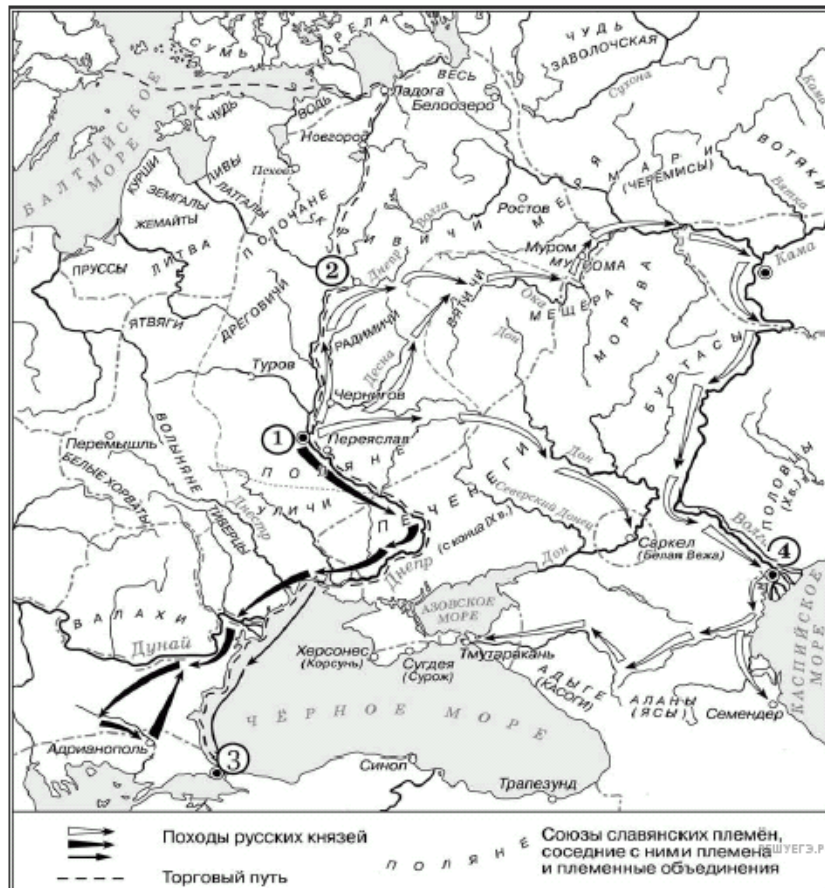 СУМЬ
КОРЕЛА
ЧУДЬ
ЗАВОЛОЧСКАЯ
ВЕСЬ
Ладога
Белоозеро
Сухона
Кама
ЧУДЬ
ВОДЬ
Новгород
БАЛТИЙСКОЕ
МОРЕ
КУРШИ
ЛИВЫ
ЛАТГАЛЫ
Псков
ЗЕМГАЛЫ
ЖЕМАЙТЫ
ЛИТВА
ПРУССЫ
ЯТВЯГИ
ПОЛОЧАНЕ
КРИВИЧИ
Волга
Ростов
МЕРЯ
МАРИ
(ЧЕРЕМИСЫ)
ВОТЯКИ
Вятка
Муром
МУРОМА
Кама
2
Днепр
ДРЕГОВИЧИ
РАДИМИЧИ
ВЯТИЧИ
Ока
МЕЩЕРА
МОРДВА
БУРТАСЫ
Дон
Десна
Туров
Чернигов
1
Переяслав
ПОЛЯНЕ
Перемышль
ВОЛЫНЯНЕ
БЕЛЫЕ ХОРВАТЫ
Днестр
ТИВЕРЦЫ
УЛИЧИ
ПЕЧЕНЕГИ
(с конца IX в.)
Дон
Северский Донец
Саркел
(Белая Вежа)
Дон
Днепр
ПОЛОВЦЫ
(X в.)
Волга
4
ВАЛАХИ
Дунай
АЗОВСКОЕ
МОРЕ
Херсонес
(Корсунь)
Сугдея
(Сурож)
Тмутаракань
АДЫГЕ
(КАСОГИ)
АЛАНЫ
(ЯСЫ)
Семендер
КАСПИЙСКОЕ
МОРЕ
ЧЁРНОЕ МОРЕ
Адрианополь
3
Синоп
Трапезунд
Походы русских князей
Торговый путь
ПОЛЯНЕ
Союзы славянских племён,
соседние с ними племена
и племенные объединения